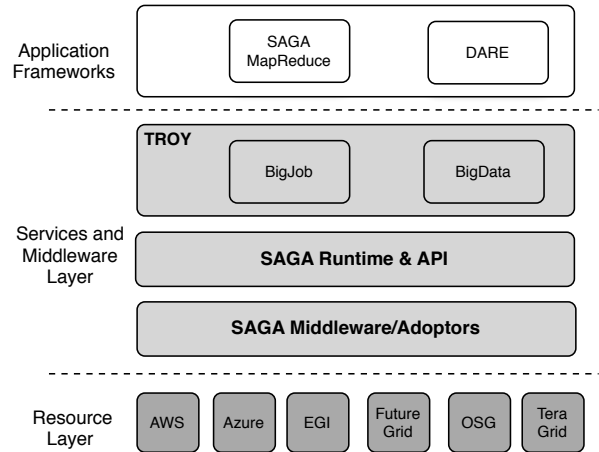 Application
Frameworks
SAGA
MapReduce
DARE
TROY
BigJob
BigData
Services and
Middleware
Layer
SAGA Runtime & API
SAGA Middleware/Adoptors
Resource
Layer
AWS
Azure
EGI
Future
Grid
OSG
Tera
Grid